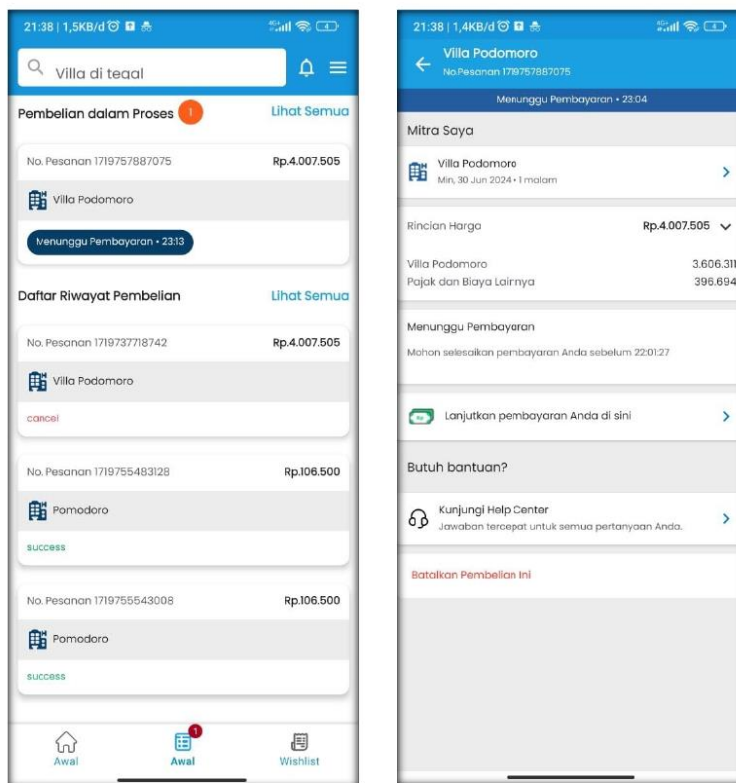 21:38 | 1,5KB/d
4
Villa di tegal
Pembelian dalam Proses 1 Lihat Semua
No. Pesanan 1719757887075 Rp.4.007.505
Villa Podomoro
Menunggu Pembayaran • 23:13
Daftar Riwayat Pembelian Lihat Semua
No. Pesanan 1719737718742 Rp.4.007.505
Villa Podomoro
cancel
No. Pesanan 1719755483128 Rp.106.500
Pomodoro
success
No. Pesanan 1719755543008 Rp.106.500
Pomodoro
success
1
Awal Awal Wishlist
21:38 | 1,4KB/d
4
Villa Podomoro
No.Pesanan 1719757887075
Menunggu Pembayaran • 23:04
Mitra Saya
Villa Podomoro
Min, 30 Jun 2024 • 1 malam
Rincian Harga Rp.4.007.505
Villa Podomoro 3.606.311
Pajak dan Biaya Lainnya 396.694
Menunggu Pembayaran
Mohon selesaikan pembayaran Anda sebelum 22:01:27
Lanjutkan pembayaran Anda di sini
Butuh bantuan?
Kunjungi Help Center
Jawaban tercepat untuk semua pertanyaan Anda.
Batalkan Pembelian Ini